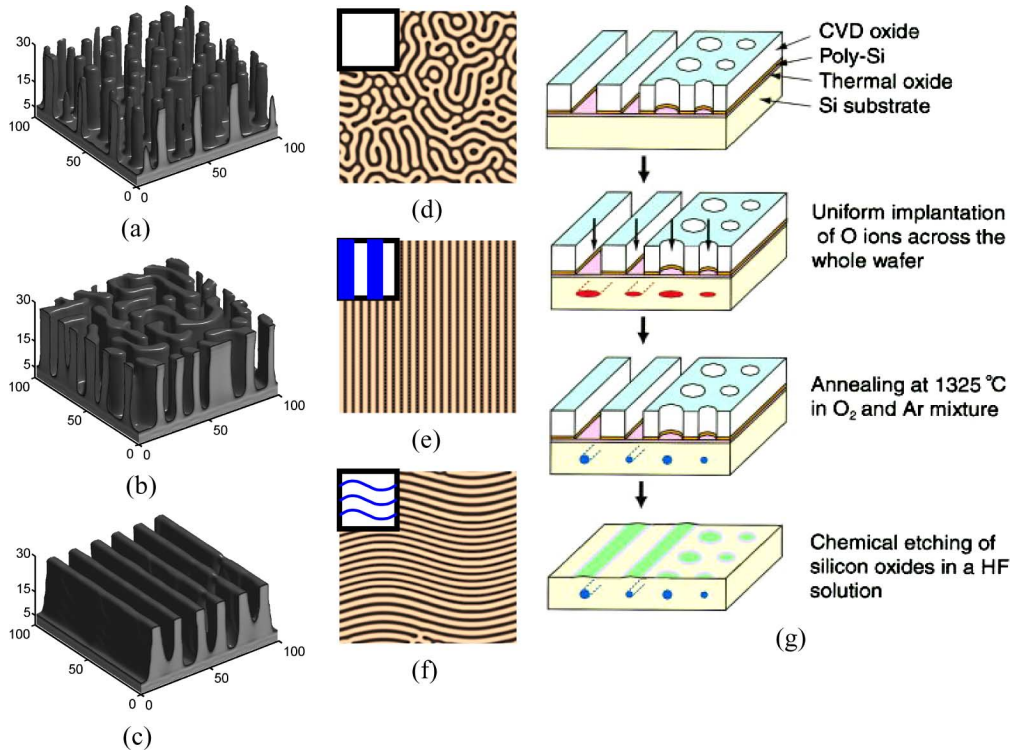 30
15
5
100
50
0
0
50
100
(a)
30
15
5
100
50
0
0
50
100
(b)
30
15
5
100
50
0
0
50
100
(c)
(d)
(e)
(f)
CVD oxide
Poly-Si
Thermal oxide
Si substrate
Uniform implantation
of O ions across the
whole wafer
Annealing at 1325 °C
in O₂ and Ar mixture
Chemical etching of
silicon oxides in a HF
solution
(g)